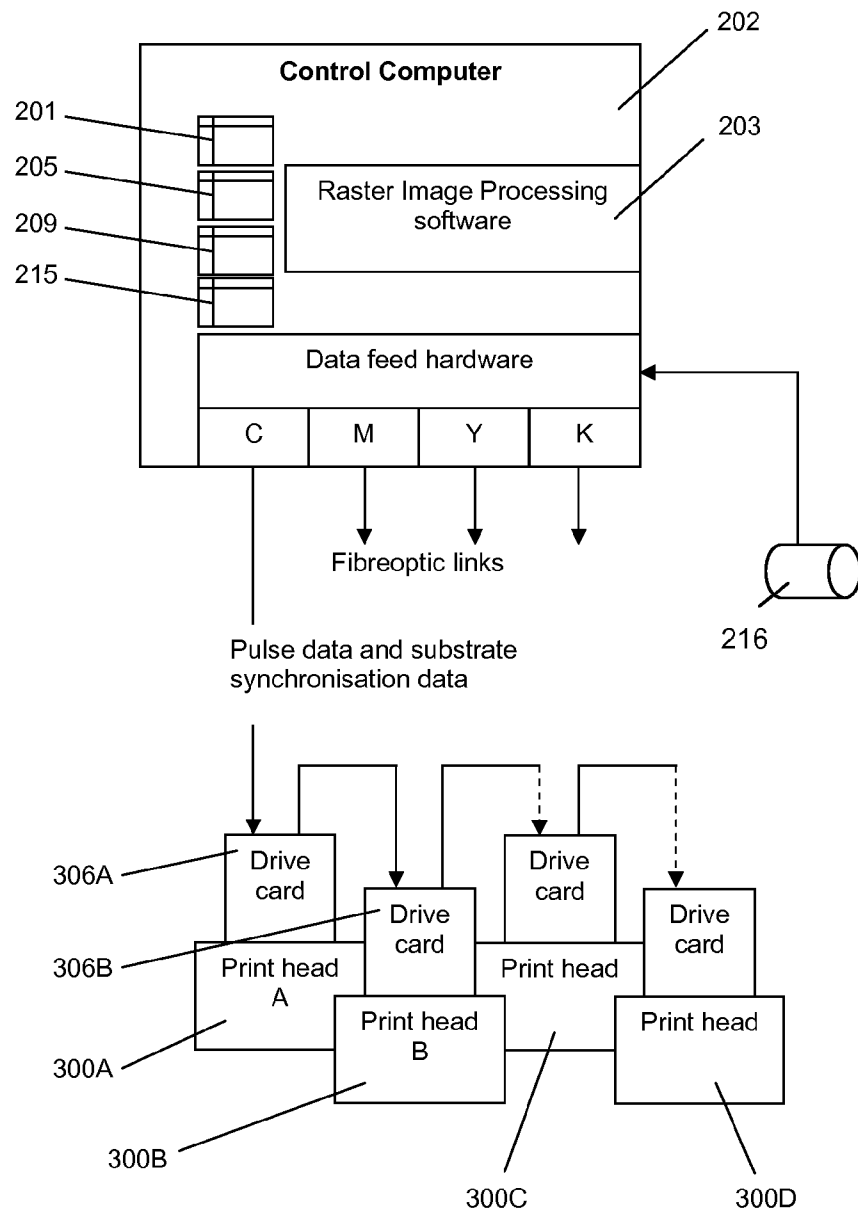 202
Control Computer
201
203
205
Raster Image Processing
software
209
215
Data feed hardware
C M Y K
Fibreoptic links
216
Pulse data and substrate
synchronisation data
306A
Drive
card
Drive
card
306B
Drive
card
Drive
card
Print head
A
Print head
Print head
B
Print head
300A
300B
300C
300D